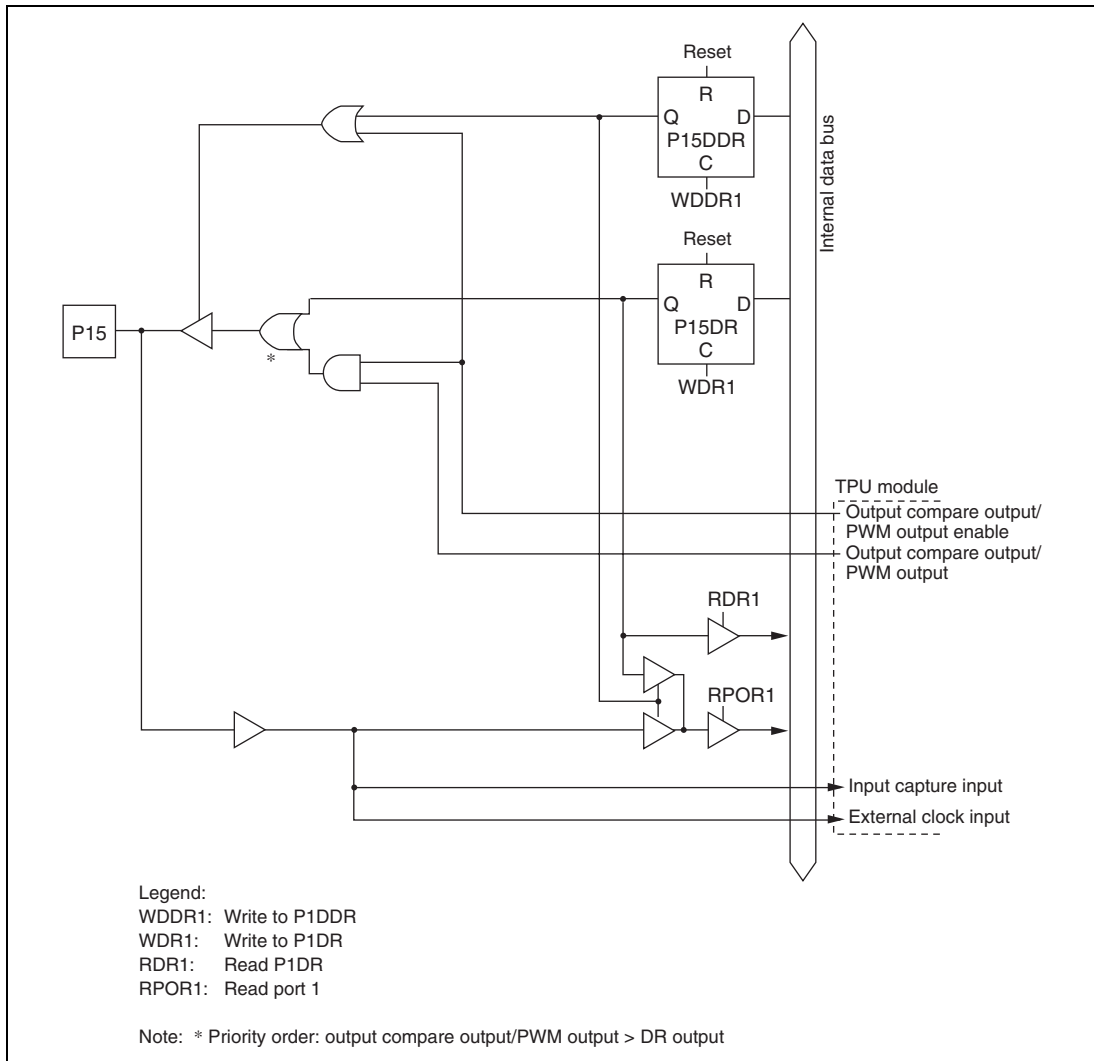 Reset
R
Q D
P15DDR
C
WDDR1
Internal data bus
Reset
R
Q D
P15DR
C
WDR1
P15
*
TPU module
Output compare output/
PWM output enable
Output compare output/
PWM output
RDR1
RPOR1
Input capture input
External clock input
Legend:
WDDR1: Write to P1DDR
WDR1: Write to P1DR
RDR1: Read P1DR
RPOR1: Read port 1
Note: * Priority order: output compare output/PWM output > DR output